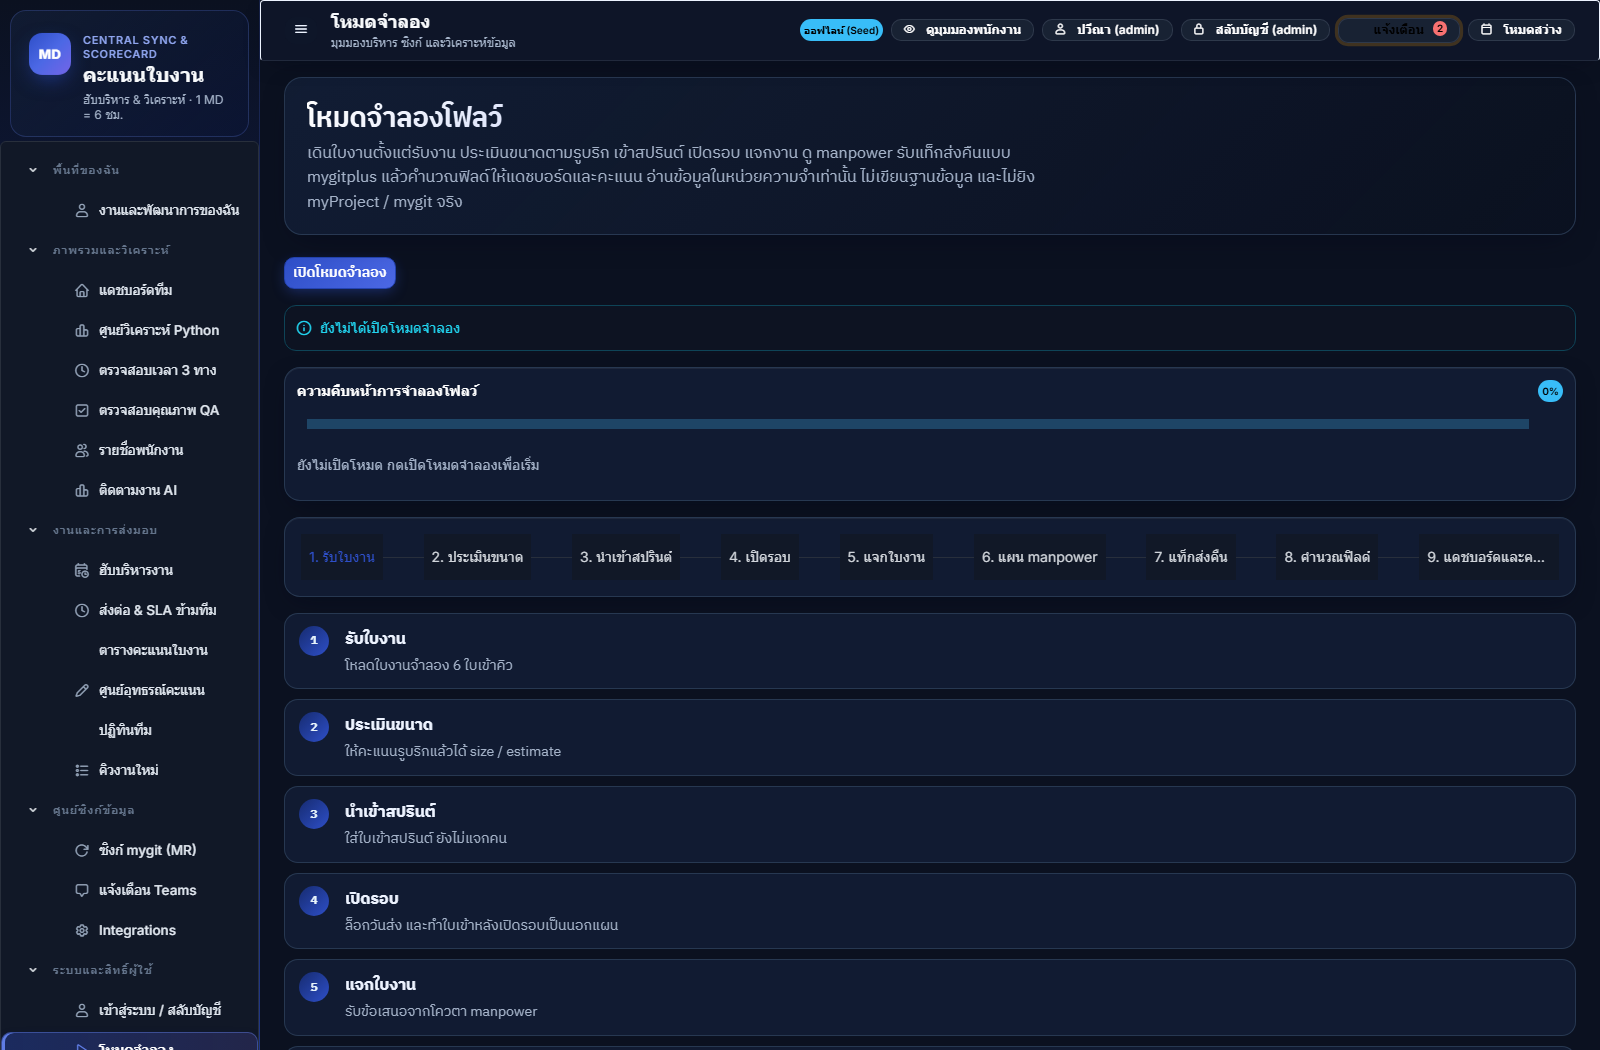 MD
CENTRAL SYNC &
SCORECARD
คะแนนใบงาน
ฮับบริหาร & วิเคราะห์ · 1 MD
= 6 ชม.
พื้นที่ของฉัน
งานและพัฒนาการของฉัน
ภาพรวมและวิเคราะห์
แดชบอร์ดทีม
ศูนย์วิเคราะห์ Python
ตรวจสอบเวลา 3 ทาง
ตรวจสอบคุณภาพ QA
รายชื่อพนักงาน
ติดตามงาน AI
งานและการส่งมอบ
ฮับบริหารงาน
ส่งต่อ & SLA ข้ามทีม
ตารางคะแนนใบงาน
ศูนย์อุทธรณ์คะแนน
ปฏิทินทีม
คิวงานใหม่
ศูนย์ซิงก์ข้อมูล
ซิงก์ mygit (MR)
แจ้งเตือน Teams
Integrations
ระบบและสิทธิ์ผู้ใช้
เข้าสู่ระบบ / สลับบัญชี
โหมดจำลอง
โหมดจำลอง
มุมมองบริหาร ซิงก์ และวิเคราะห์ข้อมูล
ออฟไลน์ (Seed)
ดูมุมมองพนักงาน
ปวีณา (admin)
สลับบัญชี (admin)
แจ้งเตือน 2
โหมดสว่าง
โหมดจำลองโฟลว์
เดินใบงานตั้งแต่รับงาน ประเมินขนาดตามรูบริก เข้าสปรินต์ เปิดรอบ แจกงาน ดู manpower รับแท็กส่งคืนแบบ
mygitplus แล้วคำนวณฟิลด์ให้แดชบอร์ดและคะแนน อ่านข้อมูลในหน่วยความจำเท่านั้น ไม่เขียนฐานข้อมูล และไม่ยิง
myProject / mygit จริง
เปิดโหมดจำลอง
ยังไม่ได้เปิดโหมดจำลอง
ความคืบหน้าการจำลองโฟลว์
0%
ยังไม่เปิดโหมด กดเปิดโหมดจำลองเพื่อเริ่ม
1. รับใบงาน
2. ประเมินขนาด
3. นำเข้าสปรินต์
4. เปิดรอบ
5. แจกใบงาน
6. แผน manpower
7. แท็กส่งคืน
8. คำนวณฟิลด์
9. แดชบอร์ดและค...
1
รับใบงาน
โหลดใบงานจำลอง 6 ใบเข้าคิว
2
ประเมินขนาด
ให้คะแนนรูบริกแล้วได้ size / estimate
3
นำเข้าสปรินต์
ใส่ใบเข้าสปรินต์ ยังไม่แจกคน
4
เปิดรอบ
ล็อกวันส่ง และทำใบเข้าหลังเปิดรอบเป็นนอกแผน
5
แจกใบงาน
รับข้อเสนอจากโควตา manpower